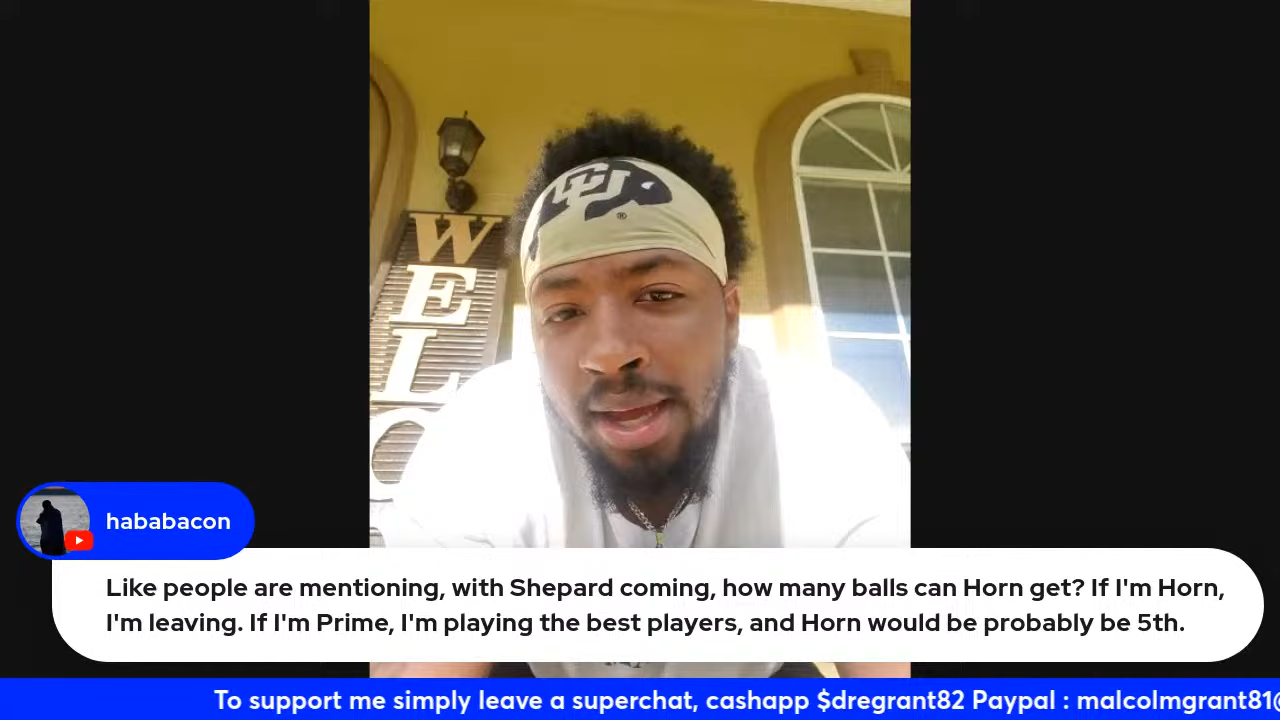 CU
®
W
E
L
C
hababacon
Like people are mentioning, with Shepard coming, how many balls can Horn get? If I'm Horn,
I'm leaving. If I'm Prime, I'm playing the best players, and Horn would be probably be 5th.
To support me simply leave a superchat, cashapp $dregrant82 Paypal : malcolmgrant81@